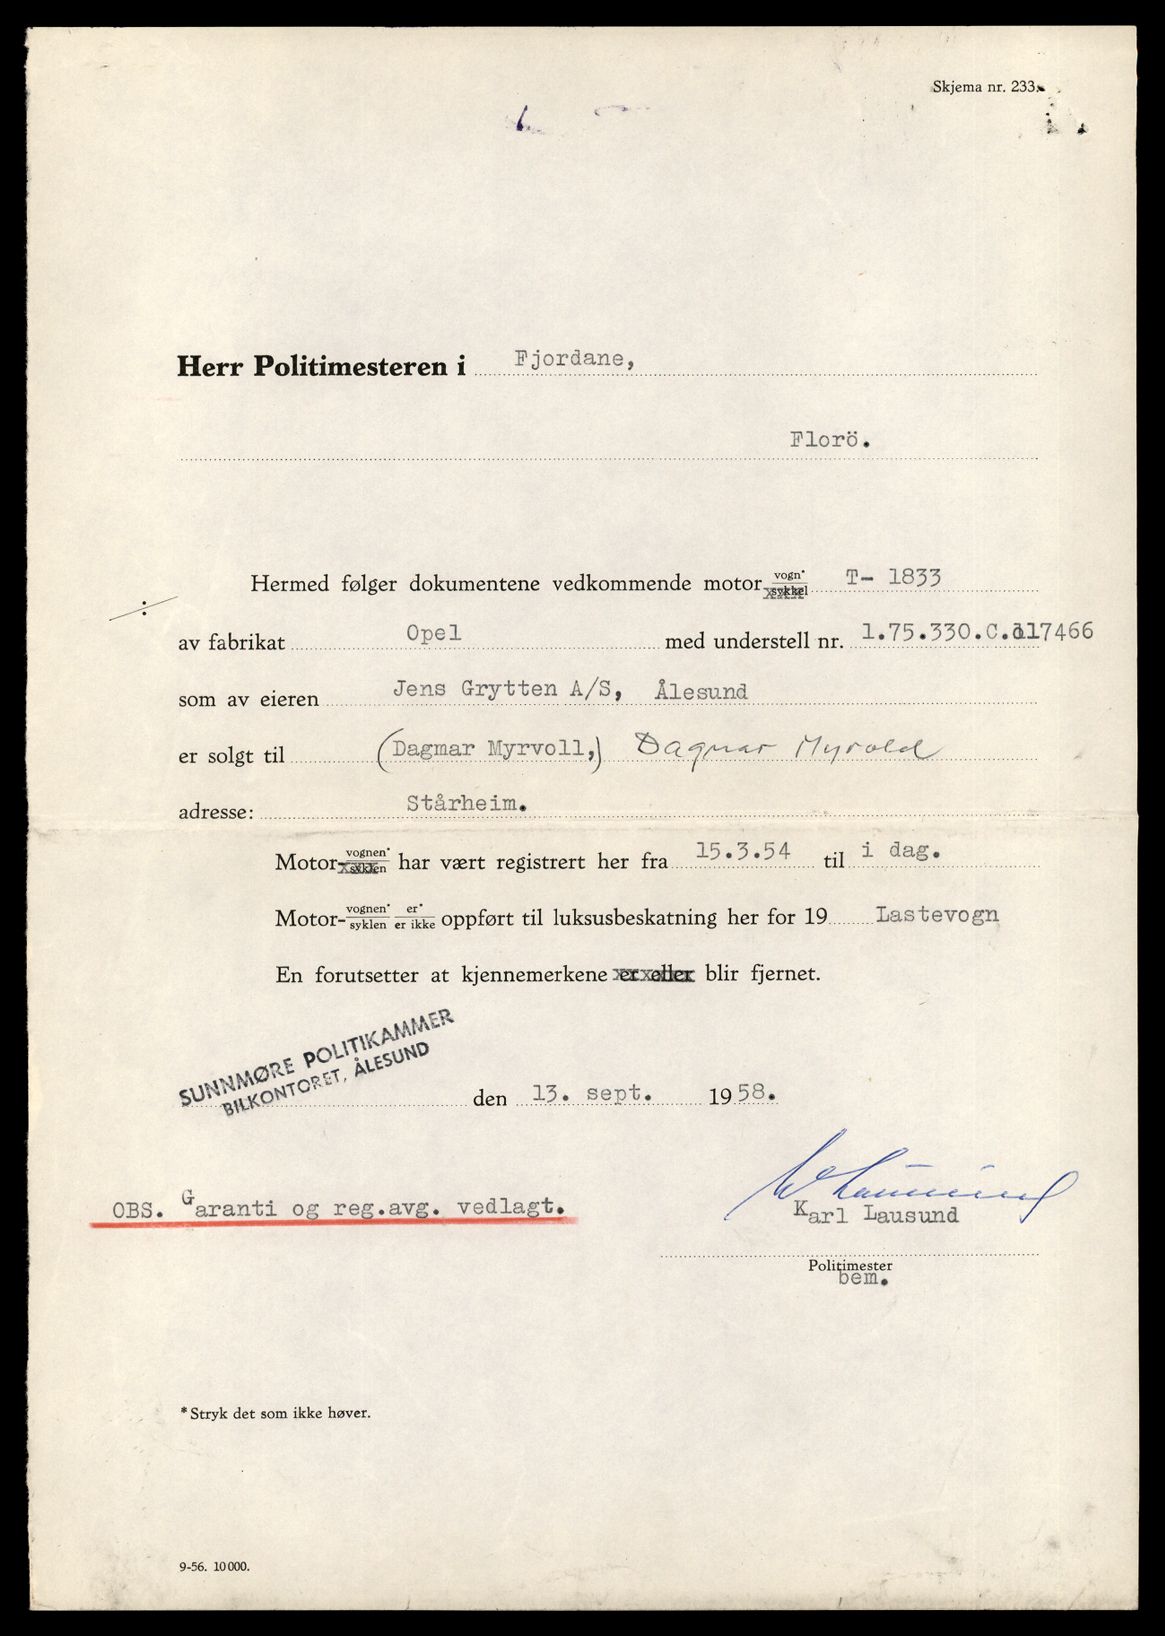 Skjema nr. 233.
Herr Politimesteren i Fjordane,
Florö.
Hermed følger dokumentene vedkommende motor vogn* sykkel T- 1833
av fabrikat Opel med understell nr. 1.75.330.C.117466
som av eieren Jens Grytten A/S, Ålesund
er solgt til (Dagmar Myrvoll,) Dagmar Myrvold
adresse: Stårheim.
Motor- vognen* syklen har vært registrert her fra 15.3.54 til i dag.
Motor- vognen* syklen er* er ikke oppført til luksusbeskatning her for 19 Lastevogn
En forutsetter at kjennemerkene er eller blir fjernet.
SUNNMØRE POLITIKAMMER
BILKONTORET, ÅLESUND
den 13. sept. 1958.
OBS. Garanti og reg.avg. vedlagt.
Karl Lausund
Politimester
bem.
*Stryk det som ikke høver.
9-56. 10000.